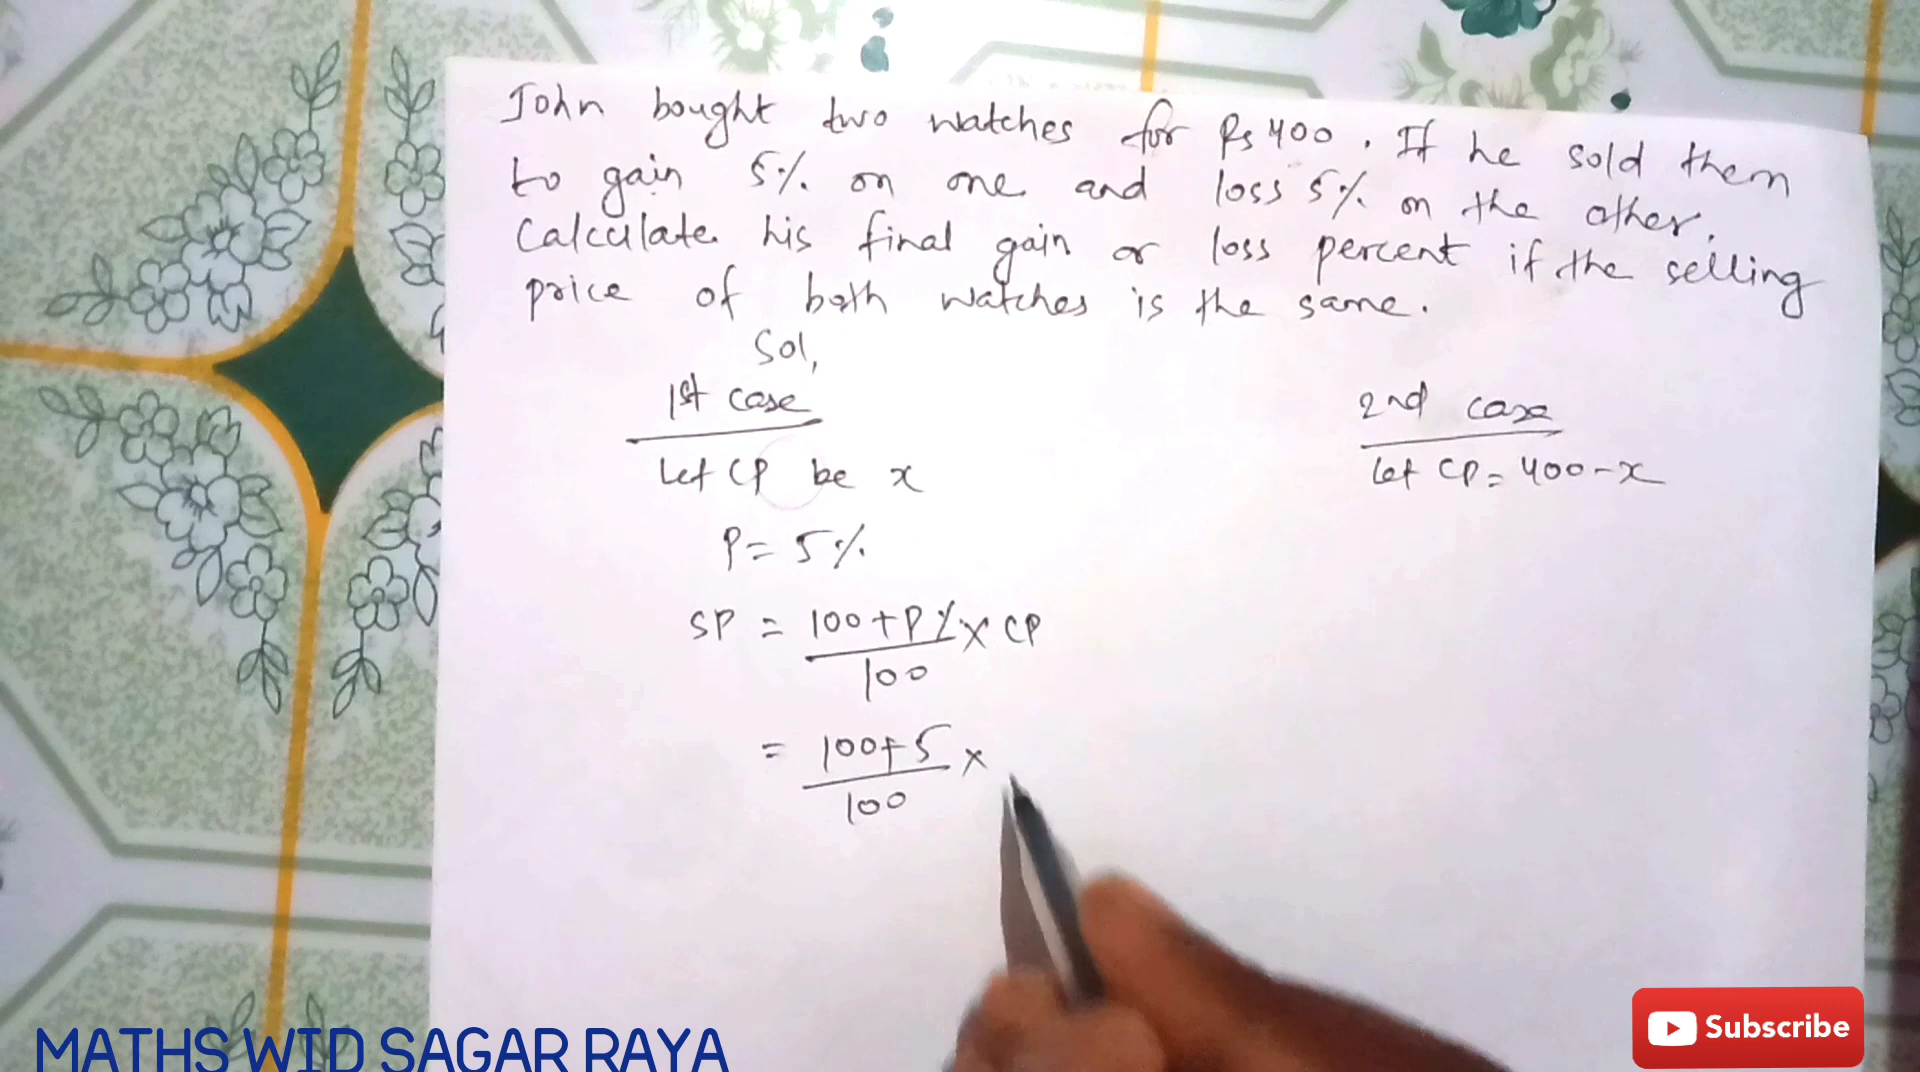 John bought two watches for Rs 400. If he sold them
to gain 5% on one and loss 5% on the other.
Calculate his final gain or loss percent if the selling
price of both watches is the same.
Sol,
1st case
2nd case
Let CP be x
Let CP = 400-x
P = 5%
SP = 100+P% x CP
100
= 100+5 x
100
MATHS WID SAGAR RAYA
Subscribe